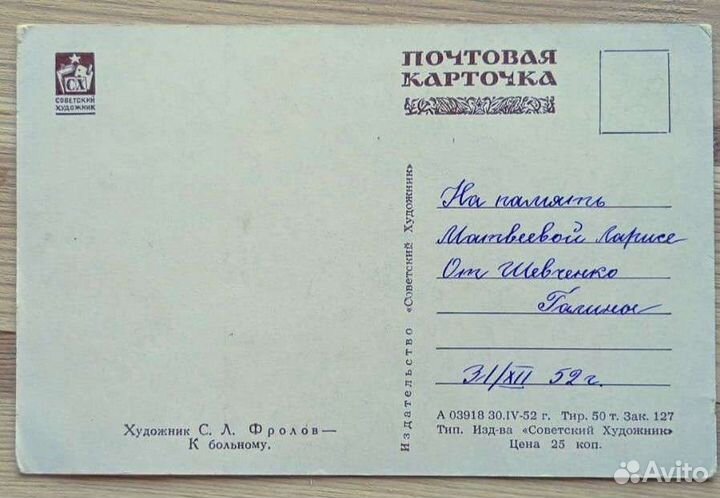 СХ
СОВЕТСКИЙ
ХУДОЖНИК
ПОЧТОВАЯ
КАРТОЧКА
Издательство «Советский Художник»
На память
Матвеевой Ларисе
От Шевченко
Галины
31/XII 52 г.
Художник С. Л. Фролов—
К больному.
А 03918 30.IV-52 г. Тир. 50 т. Зак. 127
Тип. Изд-ва «Советский Художник»
Цена 25 коп.
Avito